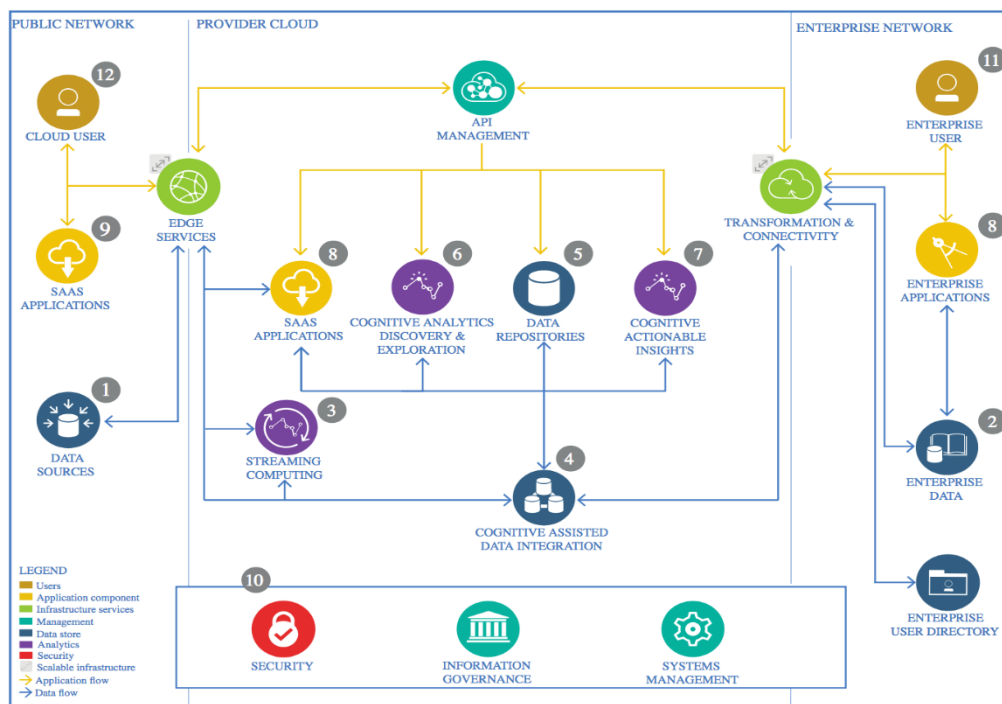 PUBLIC NETWORK
PROVIDER CLOUD
ENTERPRISE NETWORK
12
CLOUD USER
API
MANAGEMENT
11
ENTERPRISE
USER
9
SAAS
APPLICATIONS
EDGE
SERVICES
8
SAAS
APPLICATIONS
6
COGNITIVE ANALYTICS
DISCOVERY &
EXPLORATION
5
DATA
REPOSITORIES
7
COGNITIVE
ACTIONABLE
INSIGHTS
TRANSFORMATION &
CONNECTIVITY
8
ENTERPRISE
APPLICATIONS
1
DATA
SOURCES
3
STREAMING
COMPUTING
4
COGNITIVE ASSISTED
DATA INTEGRATION
2
ENTERPRISE
DATA
ENTERPRISE
USER DIRECTORY
LEGEND
Users
Application component
Infrastructure services
Management
Data store
Analytics
Security
Scalable infrastructure
Application flow
Data flow
10
SECURITY
INFORMATION
GOVERNANCE
SYSTEMS
MANAGEMENT